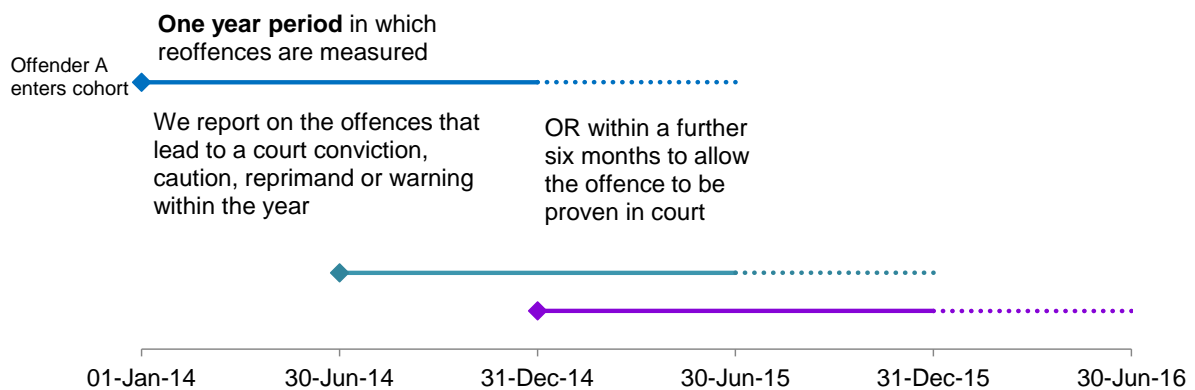 One year period in which
reoffences are measured
Offender A
enters cohort
We report on the offences that
lead to a court conviction,
caution, reprimand or warning
within the year
OR within a further
six months to allow
the offence to be
proven in court
01-Jan-14
30-Jun-14
31-Dec-14
30-Jun-15
31-Dec-15
30-Jun-16